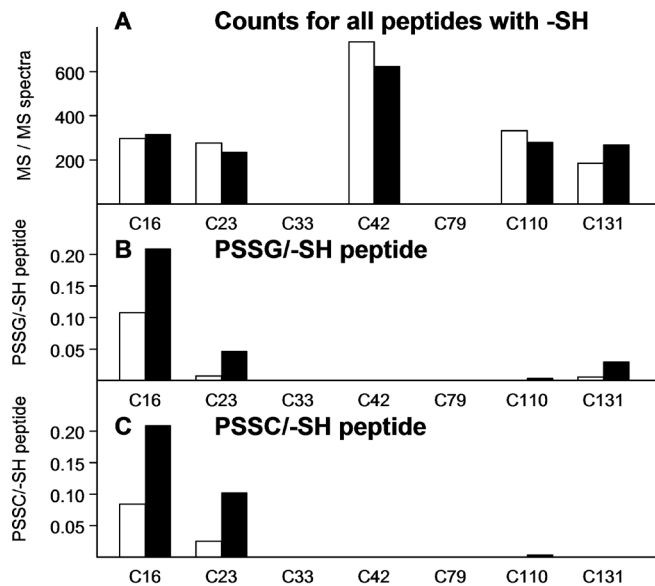 A Counts for all peptides with -SH
MS / MS spectra
600
400
200
C16 C23 C33 C42 C79 C110 C131
B PSSG/-SH peptide
PSSG/-SH peptide
0.20
0.15
0.10
0.05
C16 C23 C33 C42 C79 C110 C131
C PSSC/-SH peptide
PSSC/-SH peptide
0.20
0.15
0.10
0.05
C16 C23 C33 C42 C79 C110 C131